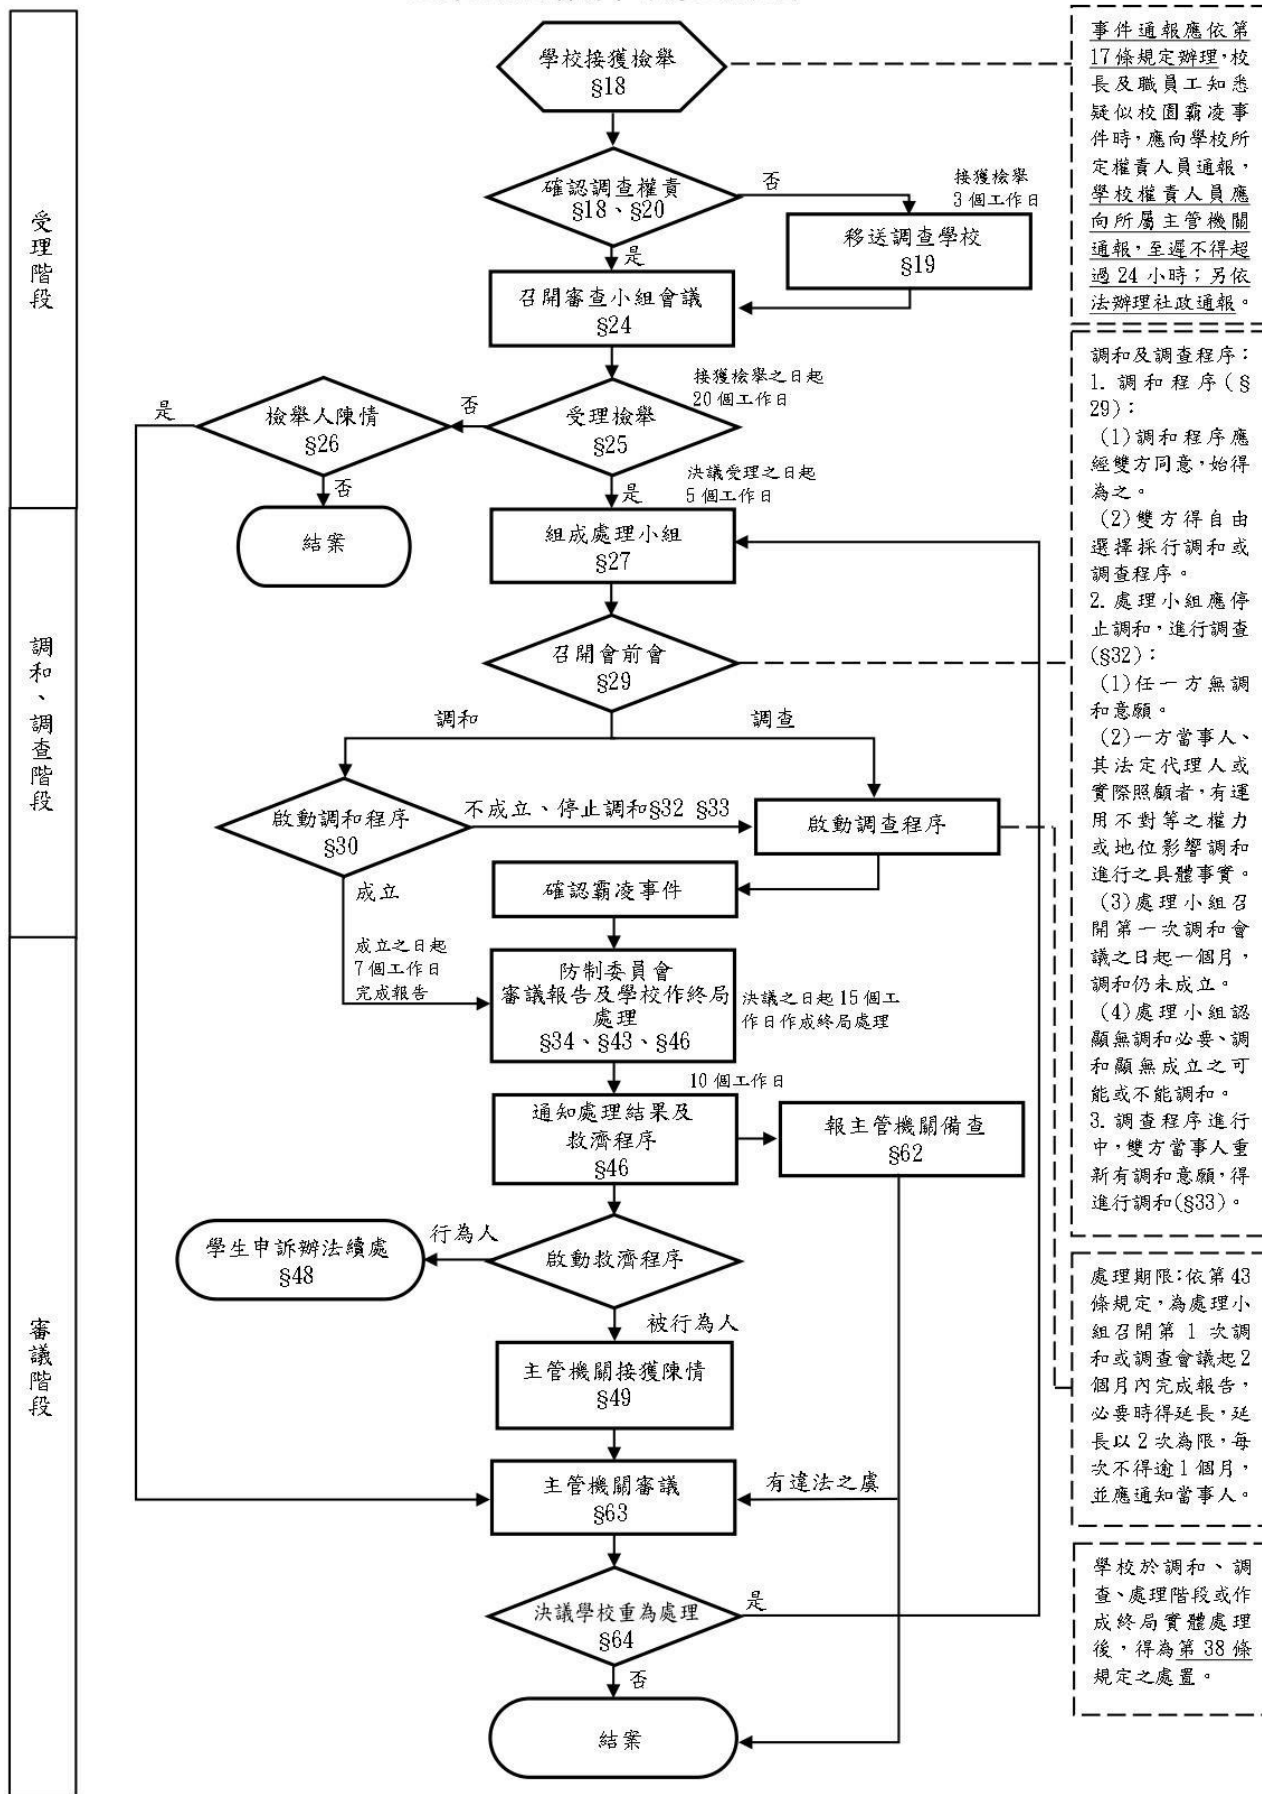 受理階段
學校接獲檢舉
§18
確認調查權責
§18、§20
否
接獲檢舉
3 個工作日
移送調查學校
§19
是
召開審查小組會議
§24
接獲檢舉之日起
20 個工作日
受理檢舉
§25
否
檢舉人陳情
§26
是
否
結案
決議受理之日起
5 個工作日
是
調和、調查階段
組成處理小組
§27
召開會前會
§29
調和
調查
啟動調和程序
§30
不成立、停止調和§32 §33
啟動調查程序
成立
確認霸凌事件
審議階段
成立之日起
7 個工作日
完成報告
防制委員會
審議報告及學校作終局
處理
§34、§43、§46
決議之日起 15 個工
作日作成終局處理
10 個工作日
通知處理結果及
救濟程序
§46
報主管機關備查
§62
啟動救濟程序
行為人
學生申訴辦法續處
§48
被行為人
主管機關接獲陳情
§49
主管機關審議
§63
有違法之虞
決議學校重為處理
§64
是
否
結案
事件通報應依第
17 條規定辦理，校
長及職員工知悉
疑似校園霸凌事
件時，應向學校所
定權責人員通報，
學校權責人員應
向所屬主管機關
通報，至遲不得超
過 24 小時；另依
法辦理社政通報。
調和及調查程序：
1. 調和程序(§
29)：
(1)調和程序應
經雙方同意，始得
為之。
(2)雙方得自由
選擇採行調和或
調查程序。
2. 處理小組應停
止調和，進行調查
(§32)：
(1)任一方無調
和意願。
(2)一方當事人、
其法定代理人或
實際照顧者，有運
用不對等之權力
或地位影響調和
進行之具體事實。
(3)處理小組召
開第一次調和會
議之日起一個月，
調和仍未成立。
(4)處理小組認
顯無調和必要、調
和顯無成立之可
能或不能調和。
3. 調查程序進行
中，雙方當事人重
新有調和意願，得
進行調和(§33)。
處理期限：依第 43
條規定，為處理小
組召開第 1 次調
和或調查會議起 2
個月內完成報告，
必要時得延長，延
長以 2 次為限，每
次不得逾 1 個月，
並應通知當事人。
學校於調和、調
查、處理階段或作
成終局實體處理
後，得為第 38 條
規定之處置。